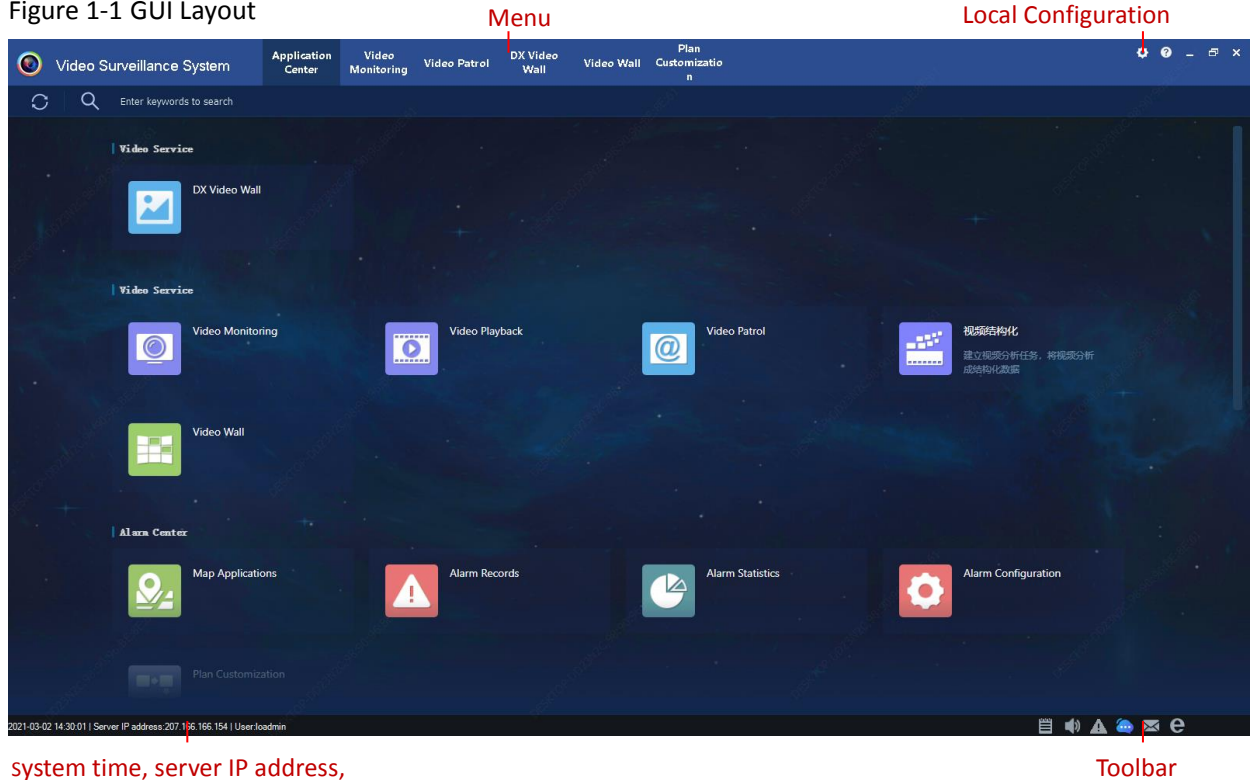 Figure 1-1 GUI Layout
Menu
Local Configuration
Video Surveillance System
Application
Center
Video
Monitoring
Video Patrol
DX Video
Wall
Video Wall
Plan
Customizatio
n
Enter keywords to search
Video Service
DX Video Wall
Video Service
Video Monitoring
Video Playback
Video Patrol
视频结构化
建立视频分析任务，将视频分析
成结构化数据
Video Wall
Alarm Center
Map Applications
Alarm Records
Alarm Statistics
Alarm Configuration
Plan Customization
2021-03-02 14:30:01 | Server IP address:207.166.166.154 | User:loadmin
system time, server IP address,
Toolbar